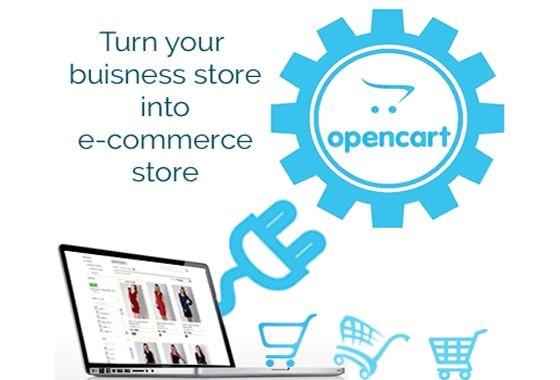 Turn your
buisness store
into
e-commerce
store
opencart